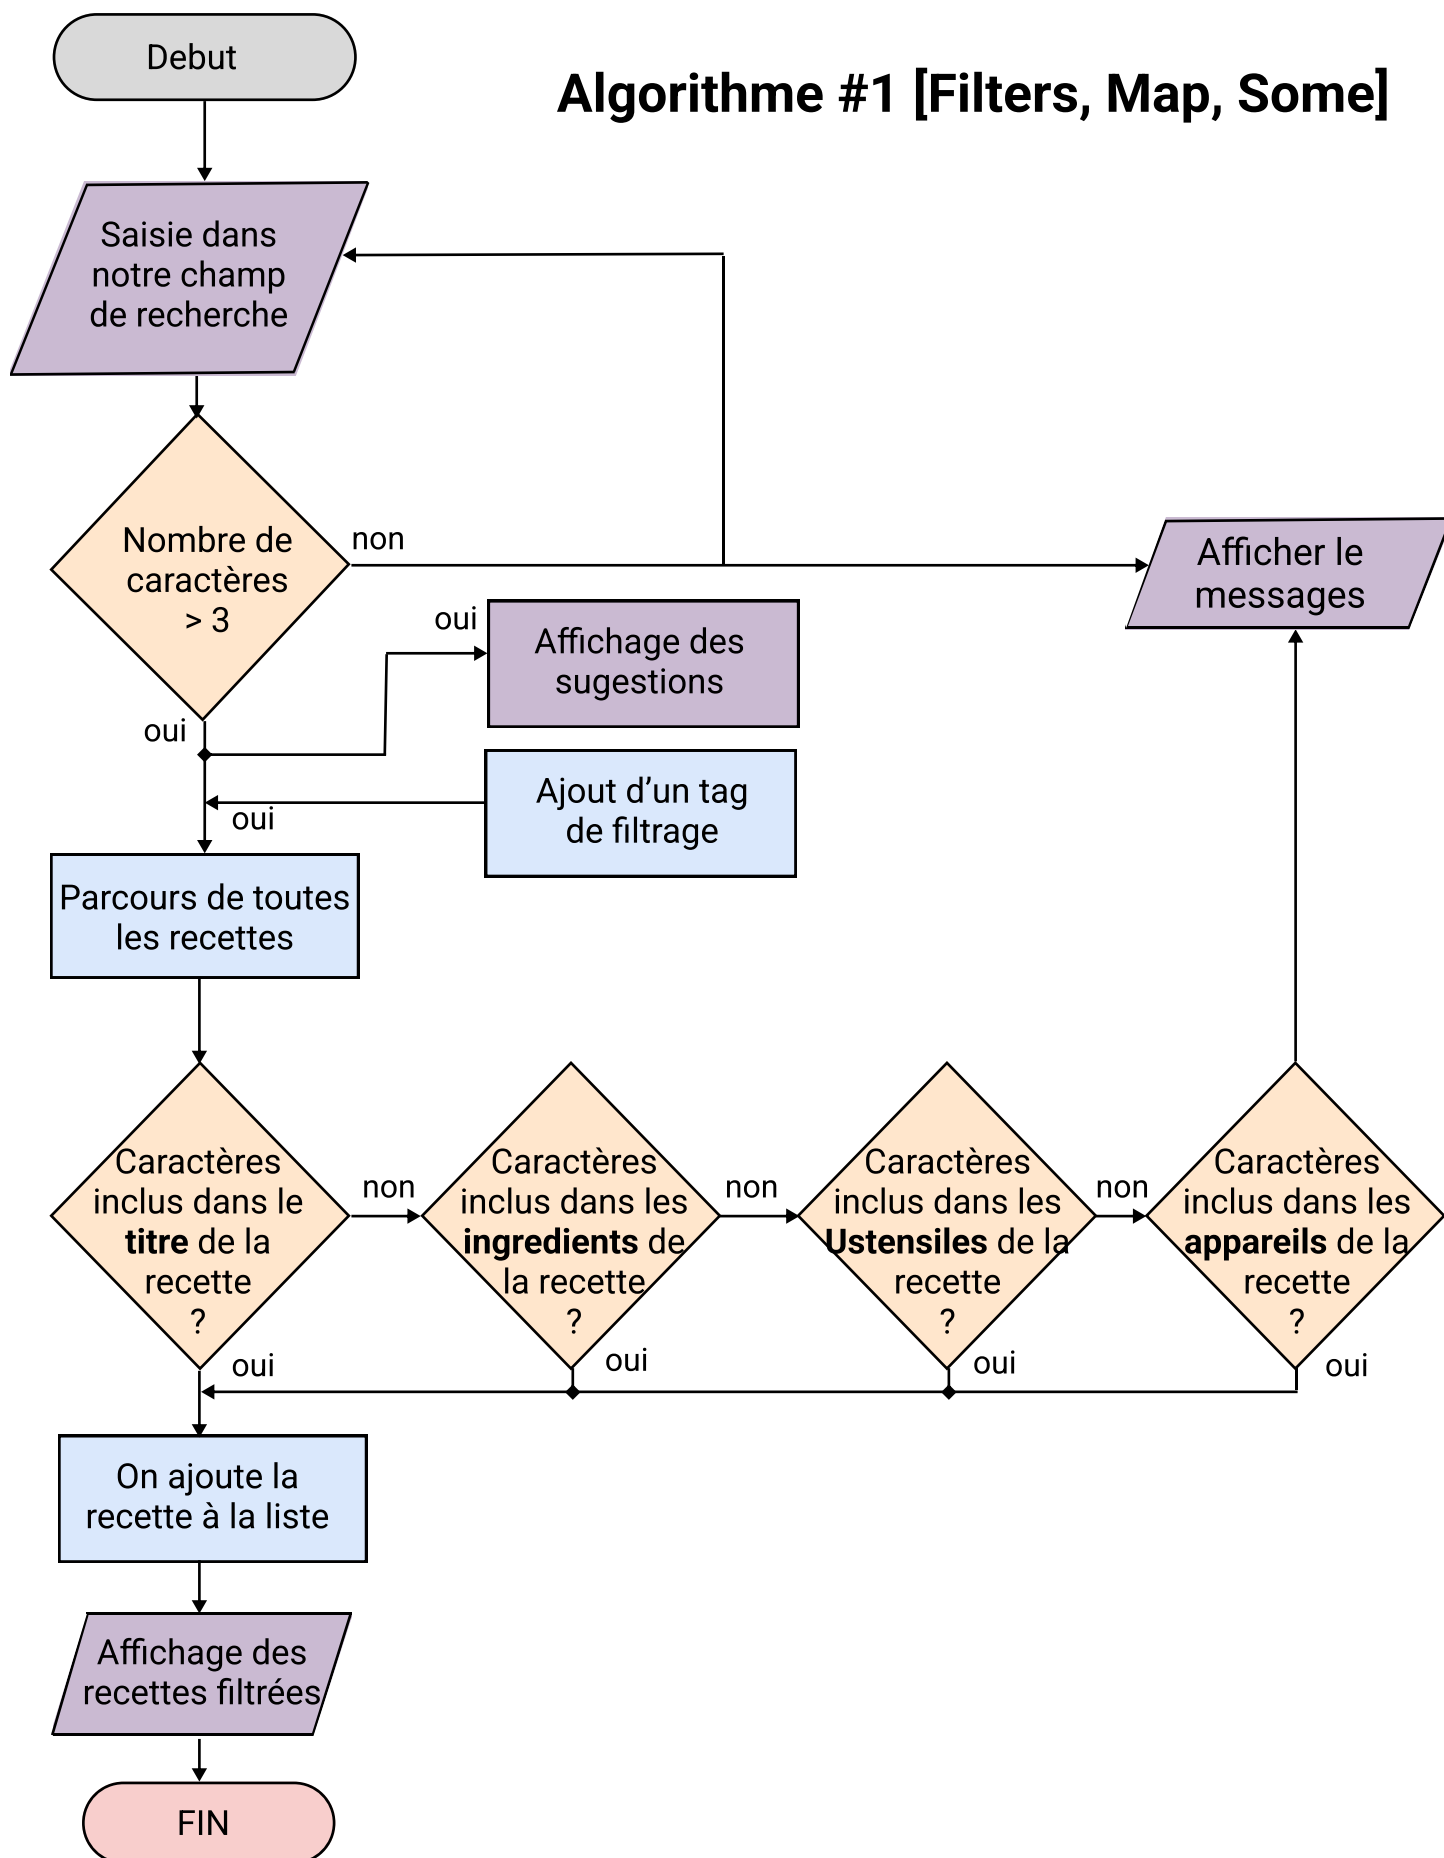 Debut
Algorithme #1 [Filters, Map, Some]
Saisie dans
notre champ
de recherche
Nombre de
caractères
> 3
non
Afficher le
messages
oui
Affichage des
sugestions
oui
Ajout d’un tag
de filtrage
oui
Parcours de toutes
les recettes
Caractères
inclus dans le
titre de la
recette
?
non
Caractères
inclus dans les
ingredients de
la recette
?
non
Caractères
inclus dans les
Ustensiles de la
recette
?
non
Caractères
inclus dans les
appareils de la
recette
?
oui
oui
oui
oui
On ajoute la
recette à la liste
Affichage des
recettes filtrées
FIN